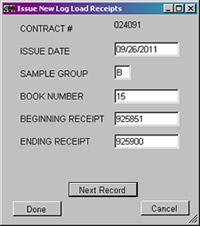 Issue New Log Load Receipts
CONTRACT # 024091
ISSUE DATE 09/26/2011
SAMPLE GROUP B
BOOK NUMBER 15
BEGINNING RECEIPT 925851
ENDING RECEIPT 925900
Next Record
Done Cancel